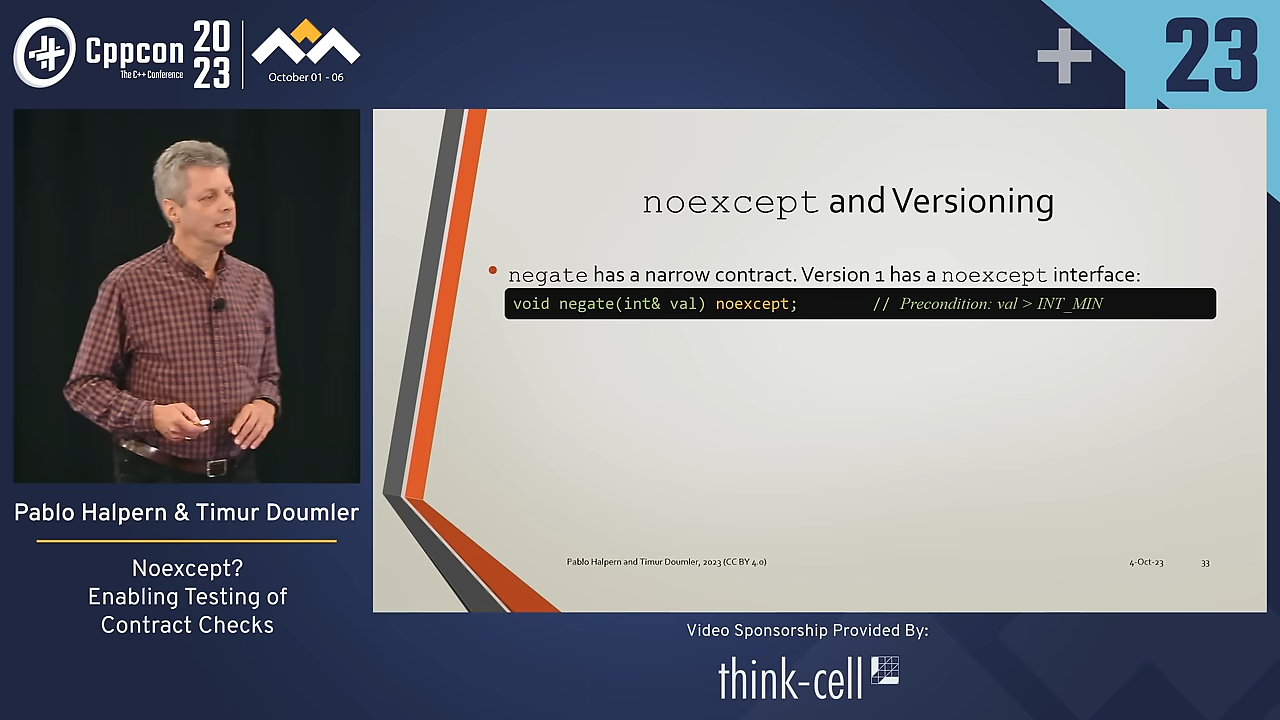 Cppcon
The C++ Conference
20
23
October 01 - 06
23
noexcept and Versioning
• negate has a narrow contract. Version 1 has a noexcept interface:
void negate(int& val) noexcept; // Precondition: val > INT_MIN
Pablo Halpern and Timur Doumler, 2023 (CC BY 4.0)
4-Oct-23
33
Pablo Halpern & Timur Doumler
Noexcept?
Enabling Testing of
Contract Checks
Video Sponsorship Provided By:
think-cell